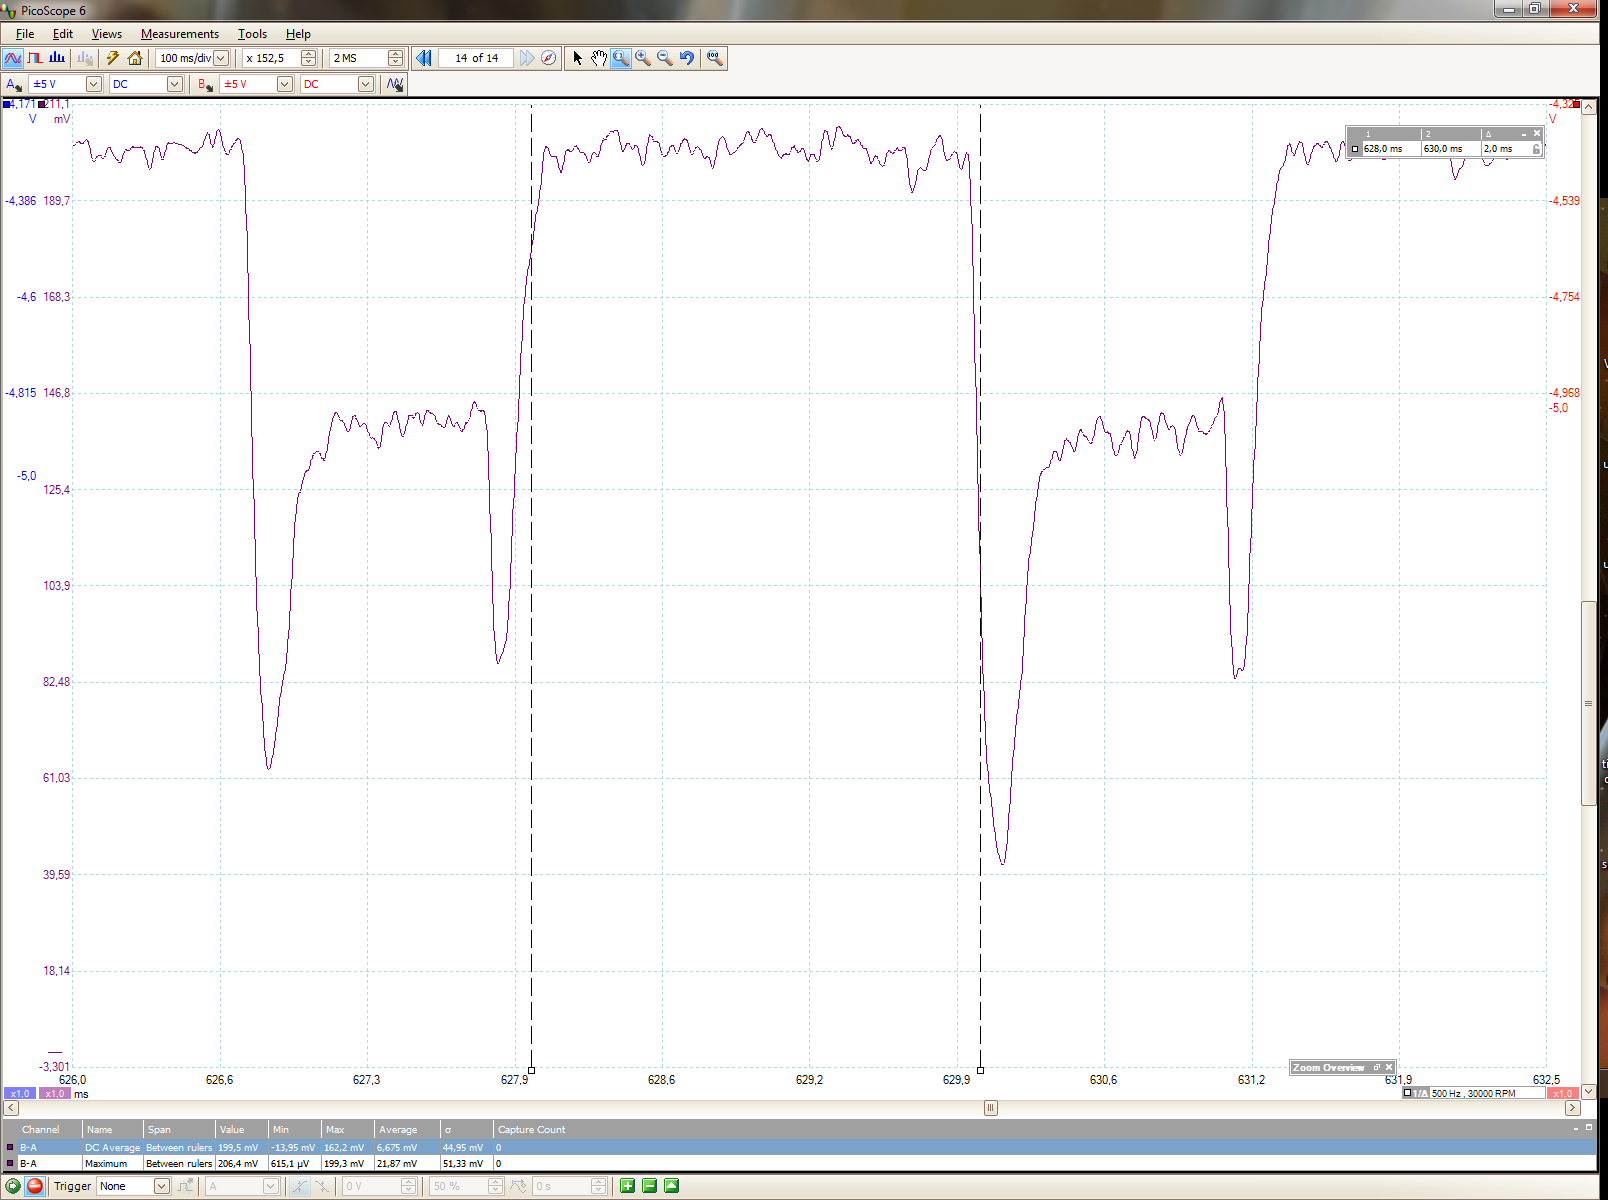 PicoScope 6
File Edit Views Measurements Tools Help
100 ms/div x 152,5 2 MS 14 of 14
A ±5 V DC B ±5 V DC
-4,171 211,1
V mV
V
1 2 Δ
628,0 ms 630,0 ms 2,0 ms
-4,386 189,7 -4,539
-4,6 168,3 -4,754
-4,815 146,8 -4,968
-5,0
-5,0
125,4
103,9
82,48
61,03
39,59
18,14
-3,301
Zoom Overview
626,0 626,6 627,3 627,9 628,6 629,2 629,9 630,6 631,2 631,9 632,5
x1,0 x1,0 ms 1/Δ 500 Hz , 30000 RPM x1,0
Channel Name Span Value Min Max Average σ Capture Count
B-A DC Average Between rulers 199,5 mV -13,95 mV 162,2 mV 6,675 mV 44,95 mV 0
B-A Maximum Between rulers 206,4 mV 615,1 µV 199,3 mV 21,87 mV 51,33 mV 0
Trigger None A 0 V 50 % 0 s